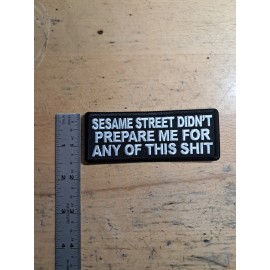 SESAME STREET DIDN'T
PREPARE ME FOR
ANY OF THIS SHIT